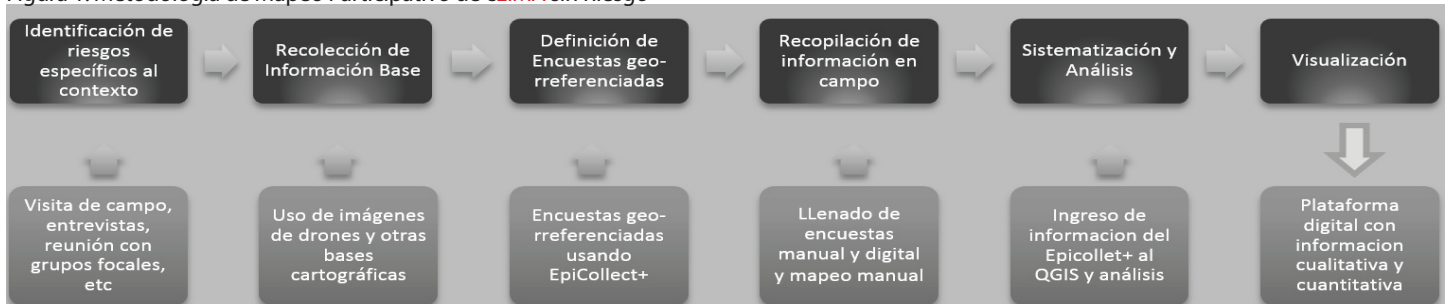 Identificación de
riesgos
específicos al
contexto
Recolección de
Información Base
Definición de
Encuestas geo-
rreferenciadas
Recopilación de
información en
campo
Sistematización y
Análisis
Visualización
Visita de campo,
entrevistas,
reunión con
grupos focales,
etc
Uso de imágenes
de drones y otras
bases
cartográficas
Encuestas geo-
rreferenciadas
usando
EpiCollect+
LLenado de
encuestas
manual y digital
y mapeo manual
Ingreso de
informacion del
Epicollet+ al
QGIS y análisis
Plataforma
digital con
informacion
cualitativa y
cuantitativa